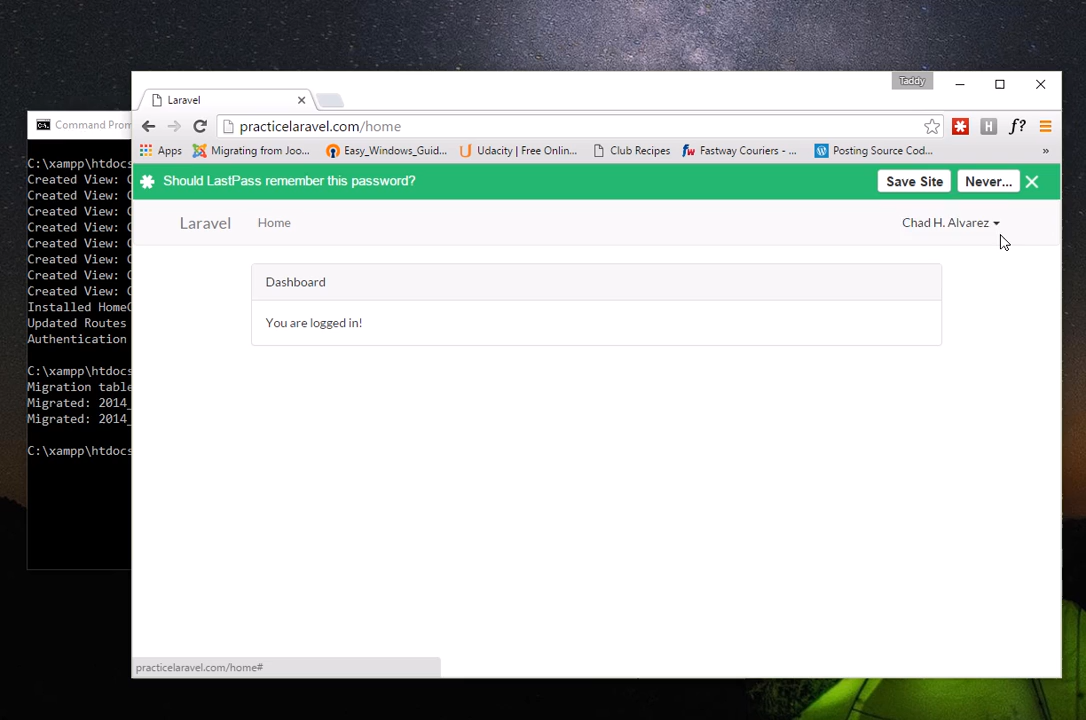 Taddy
Laravel
practicelaravel.com/home
H
f?
Apps
Migrating from Joo...
Easy_Windows_Guid...
Udacity | Free Onlin...
Club Recipes
Fastway Couriers - ...
Posting Source Cod...
»
Should LastPass remember this password?
Save Site
Never...
Laravel
Home
Chad H. Alvarez
Dashboard
You are logged in!
practicelaravel.com/home#
Command Prom
C:\xampp\htdocs
Created View:
Created View:
Created View:
Created View:
Created View:
Created View:
Created View:
Created View:
Installed Home
Updated Routes
Authentication
C:\xampp\htdocs
Migration table
Migrated: 2014_
Migrated: 2014_
C:\xampp\htdocs